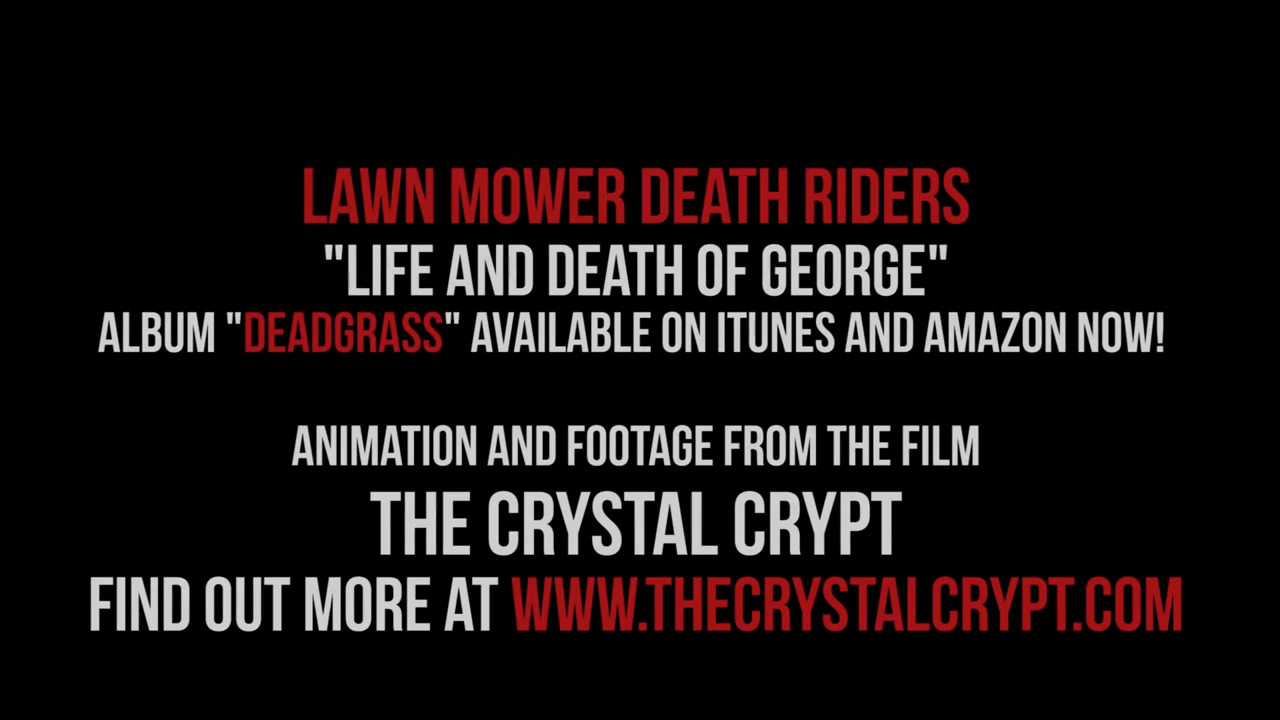 LAWN MOWER DEATH RIDERS
"LIFE AND DEATH OF GEORGE"
ALBUM "DEADGRASS" AVAILABLE ON ITUNES AND AMAZON NOW!
ANIMATION AND FOOTAGE FROM THE FILM
THE CRYSTAL CRYPT
FIND OUT MORE AT WWW.THECRYSTALCRYPT.COM